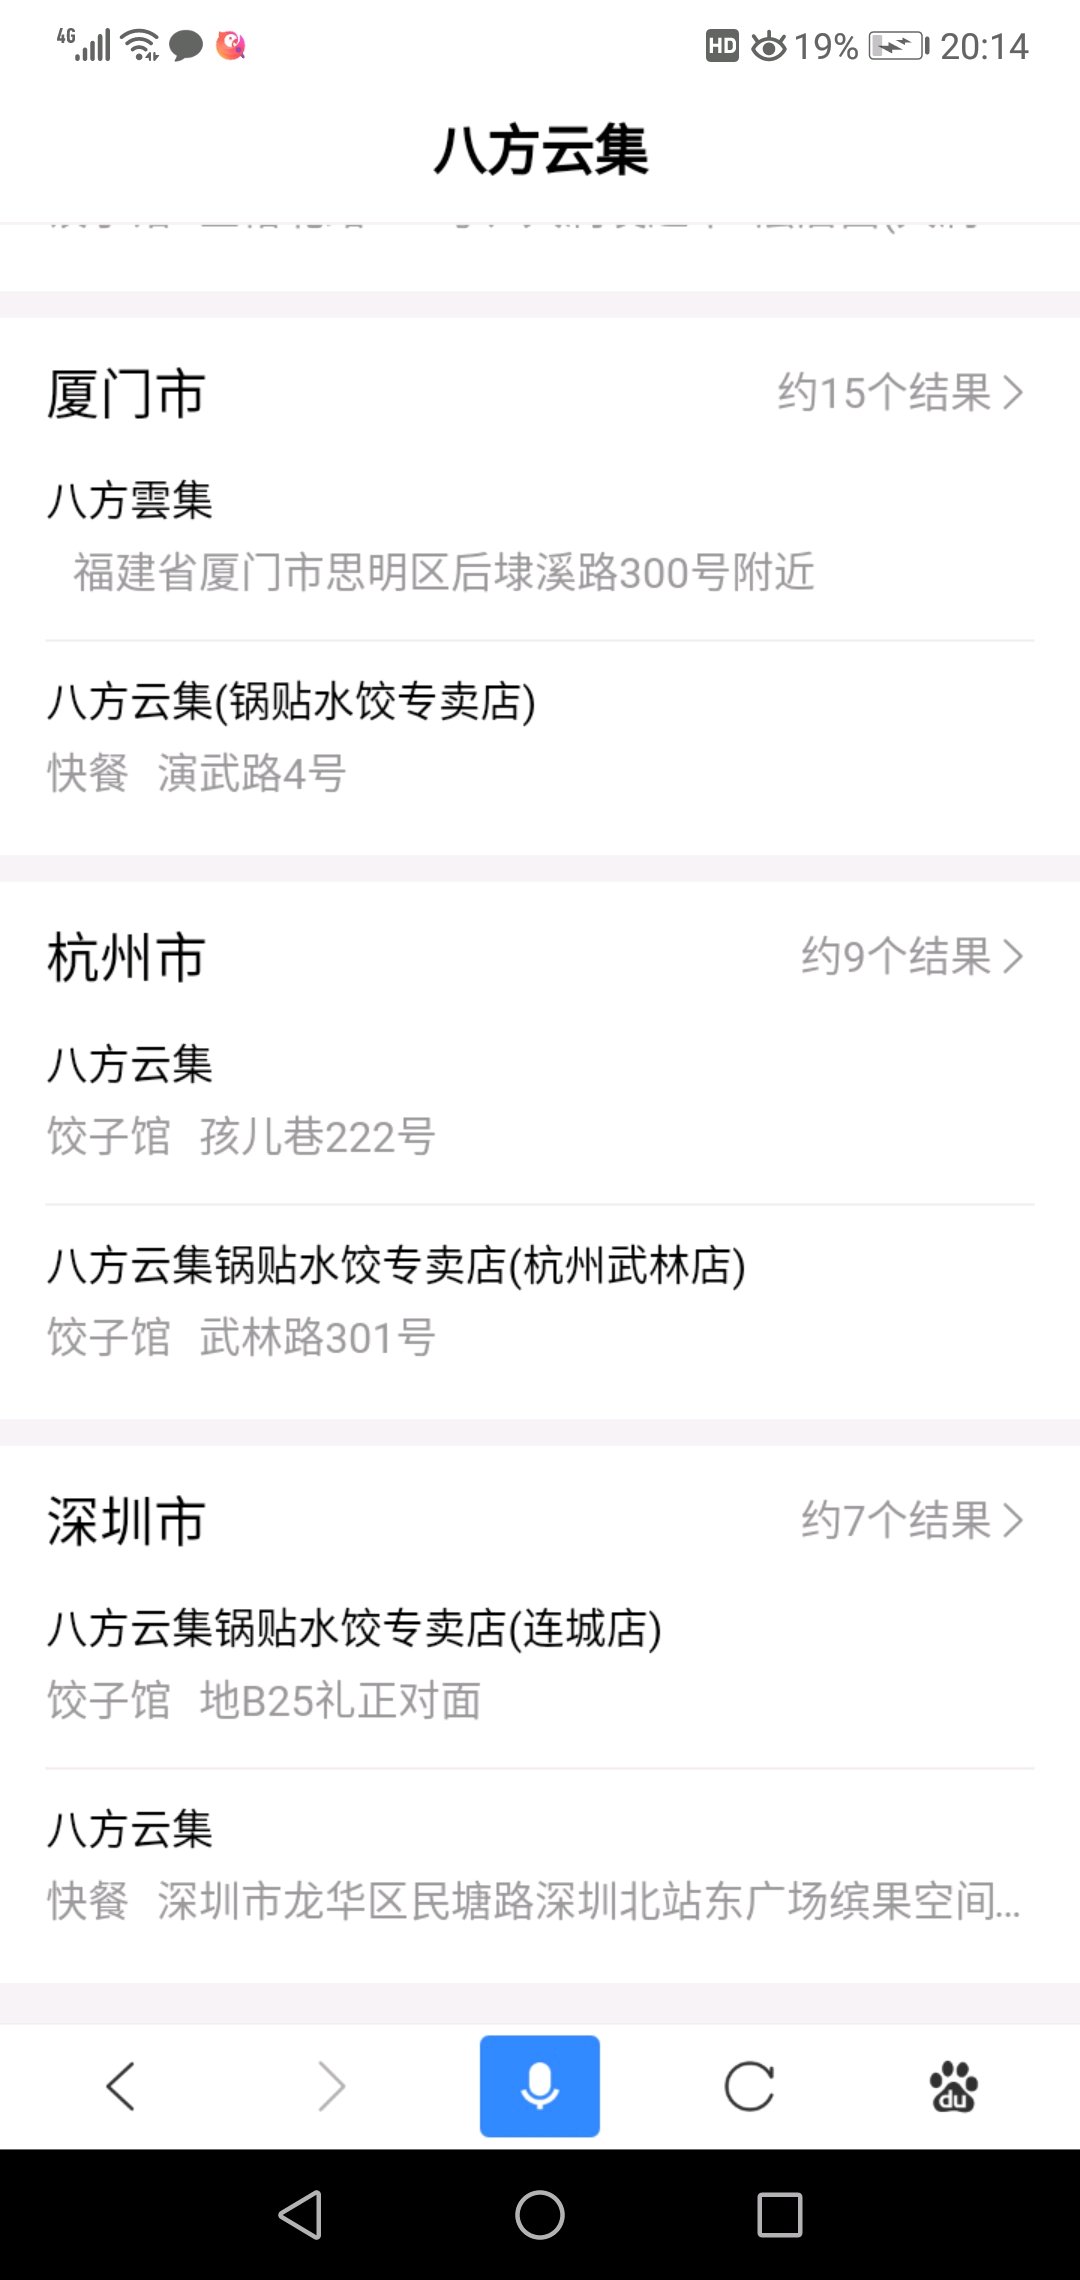 4G HD 19% 20:14
八方云集
厦门市 约15个结果
八方雲集
福建省厦门市思明区后埭溪路300号附近
八方云集(锅贴水饺专卖店)
快餐 演武路4号
杭州市 约9个结果
八方云集
饺子馆 孩儿巷222号
八方云集锅贴水饺专卖店(杭州武林店)
饺子馆 武林路301号
深圳市 约7个结果
八方云集锅贴水饺专卖店(连城店)
饺子馆 地B25礼正对面
八方云集
快餐 深圳市龙华区民塘路深圳北站东广场缤果空间...
du